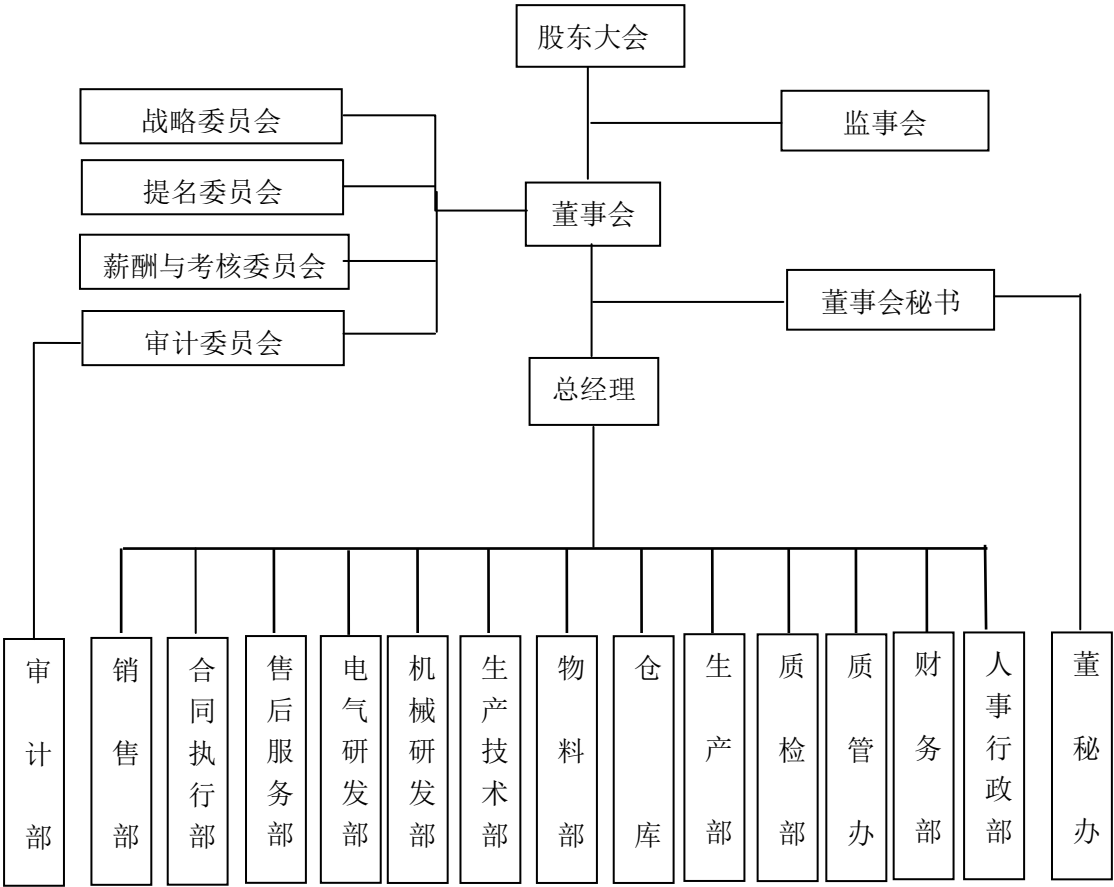 股东大会
战略委员会
监事会
提名委员会
董事会
薪酬与考核委员会
董事会秘书
审计委员会
总经理
审计部
销售部
合同执行部
售后服务部
电气研发部
机械研发部
生产技术部
物料部
仓库
生产部
质检部
质管办
财务部
人事行政部
董秘办